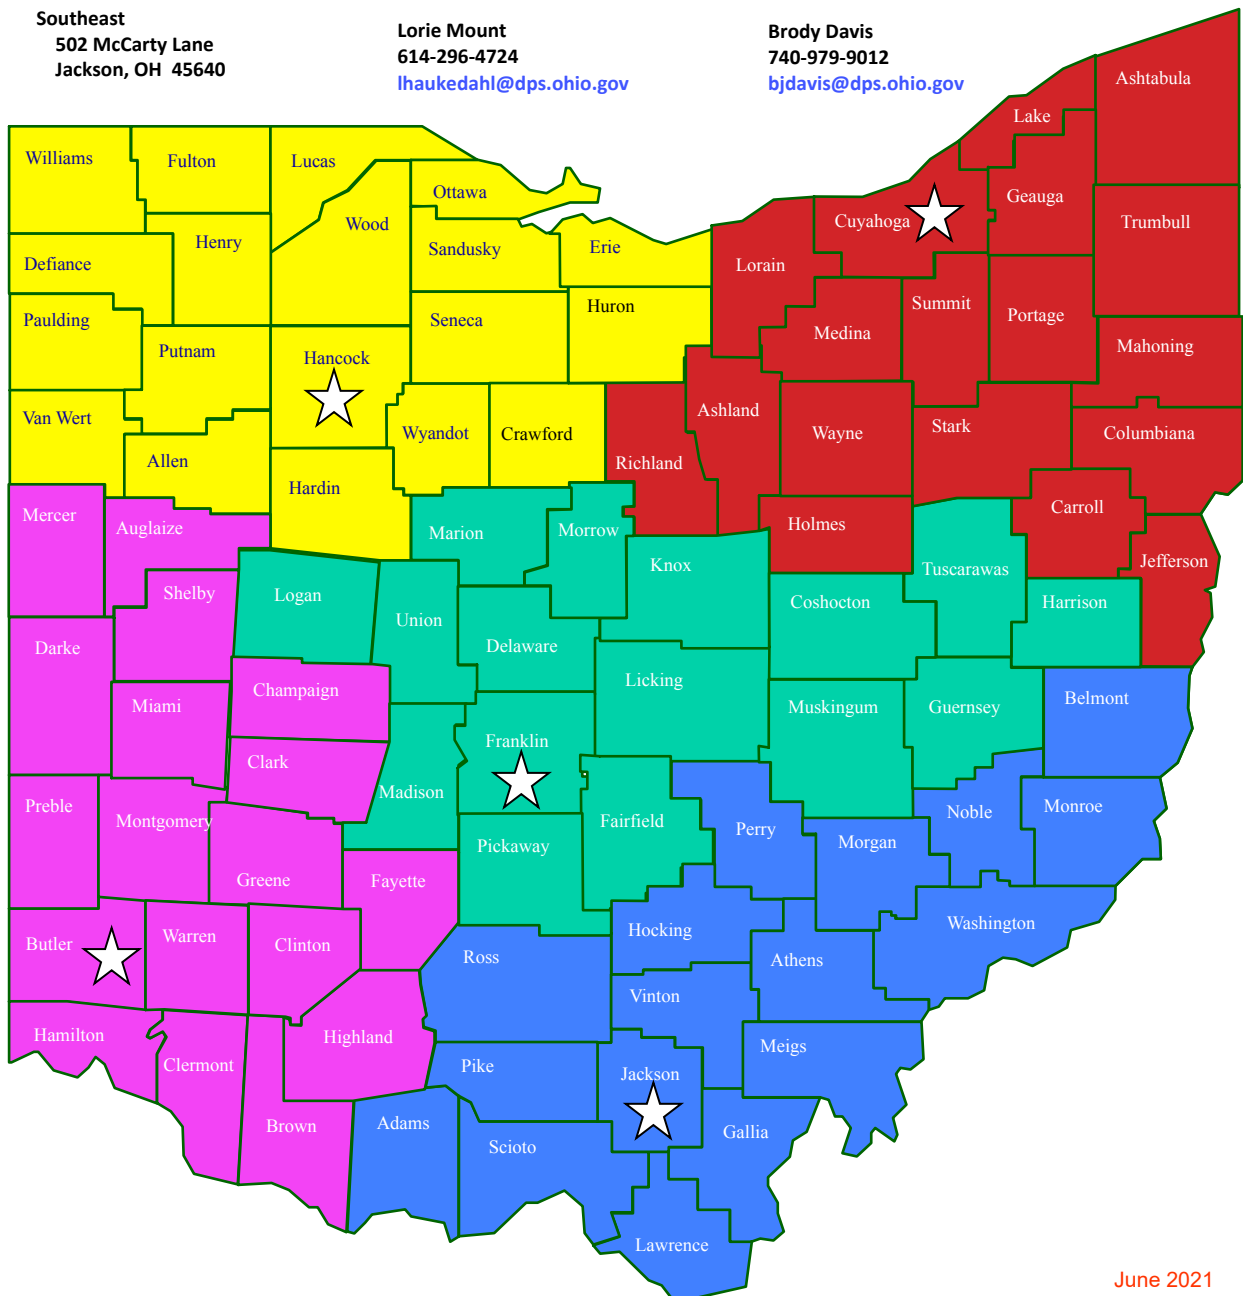 Southeast
502 McCarty Lane
Jackson, OH 45640
Lorie Mount
614-296-4724
lhaukedahl@dps.ohio.gov
Brody Davis
740-979-9012
bjdavis@dps.ohio.gov
Ashtabula
Lake
Williams
Fulton
Lucas
Ottawa
Geauga
Wood
Cuyahoga
Trumbull
Henry
Sandusky
Erie
Defiance
Lorain
Summit
Huron
Portage
Paulding
Seneca
Medina
Mahoning
Putnam
Hancock
Ashland
Van Wert
Wyandot
Crawford
Wayne
Stark
Columbiana
Allen
Richland
Hardin
Carroll
Mercer
Auglaize
Marion
Morrow
Holmes
Knox
Tuscarawas
Jefferson
Shelby
Logan
Coshocton
Harrison
Union
Darke
Delaware
Licking
Champaign
Belmont
Miami
Muskingum
Guernsey
Franklin
Clark
Madison
Preble
Montgomery
Fairfield
Perry
Noble
Monroe
Pickaway
Morgan
Greene
Fayette
Butler
Warren
Clinton
Hocking
Washington
Ross
Athens
Vinton
Hamilton
Highland
Meigs
Clermont
Pike
Jackson
Brown
Adams
Gallia
Scioto
Lawrence
June 2021